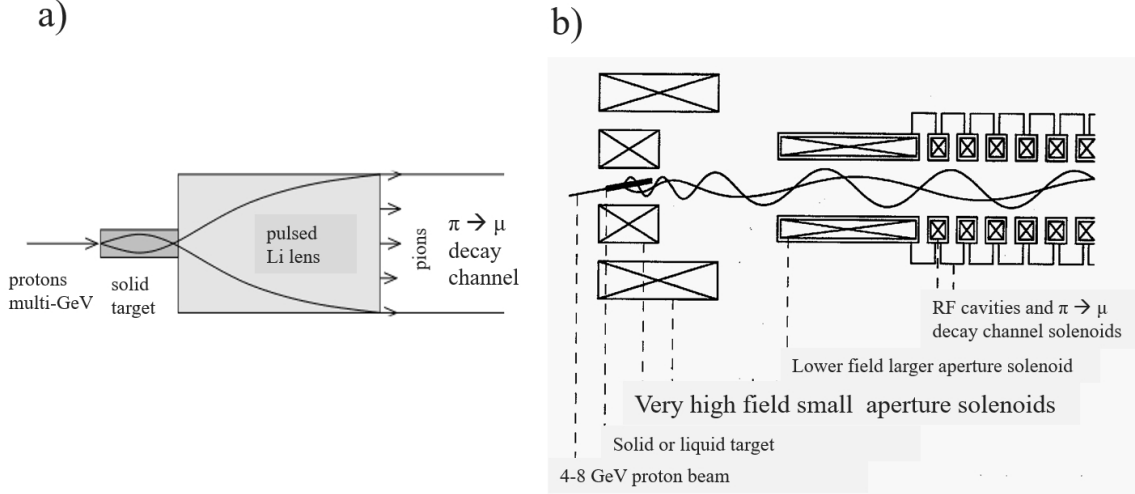 a)
protons
multi-GeV
solid
target
pulsed
Li lens
pions
π → μ
decay
channel
b)
RF cavities and π → μ
decay channel solenoids
Lower field larger aperture solenoid
Very high field small aperture solenoids
Solid or liquid target
4-8 GeV proton beam